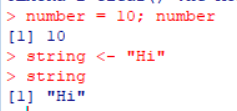 > number = 10; number
[1] 10
> string <- "Hi"
> string
[1] "Hi"